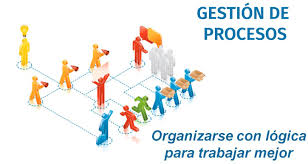 GESTIÓN DE
PROCESOS
Organizarse con lógica
para trabajar mejor